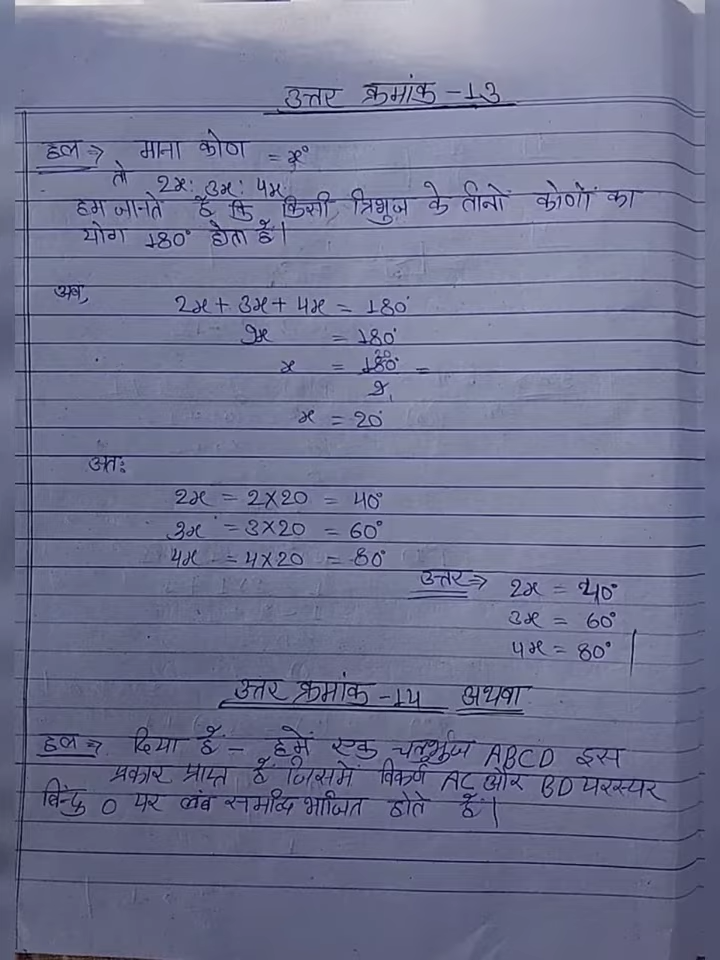 उत्तर क्रमांक - 13
हल ⇒ माना कोण = x°
तो 2x: 3x: 4x
हम जानते हैं कि किसी त्रिभुज के तीनों कोणों का
योग 180° होता हैं।
अब,
2x + 3x + 4x = 180°
9x = 180°
x = 180° =
20
9 1
x = 20°
अतः
2x = 2×20 = 40°
3x = 3×20 = 60°
4x = 4×20 = 80°
उत्तर ⇒ 2x = 40°
3x = 60°
4x = 80° |
उत्तर क्रमांक - 14 अथवा
हल ⇒ दिया हैं - हमें एक चतुर्भुज ABCD इस
प्रकार प्राप्त हैं जिसमे विकर्ण AC और BD परस्पर
बिन्दु O पर लंब समद्विभाजित होते हैं।